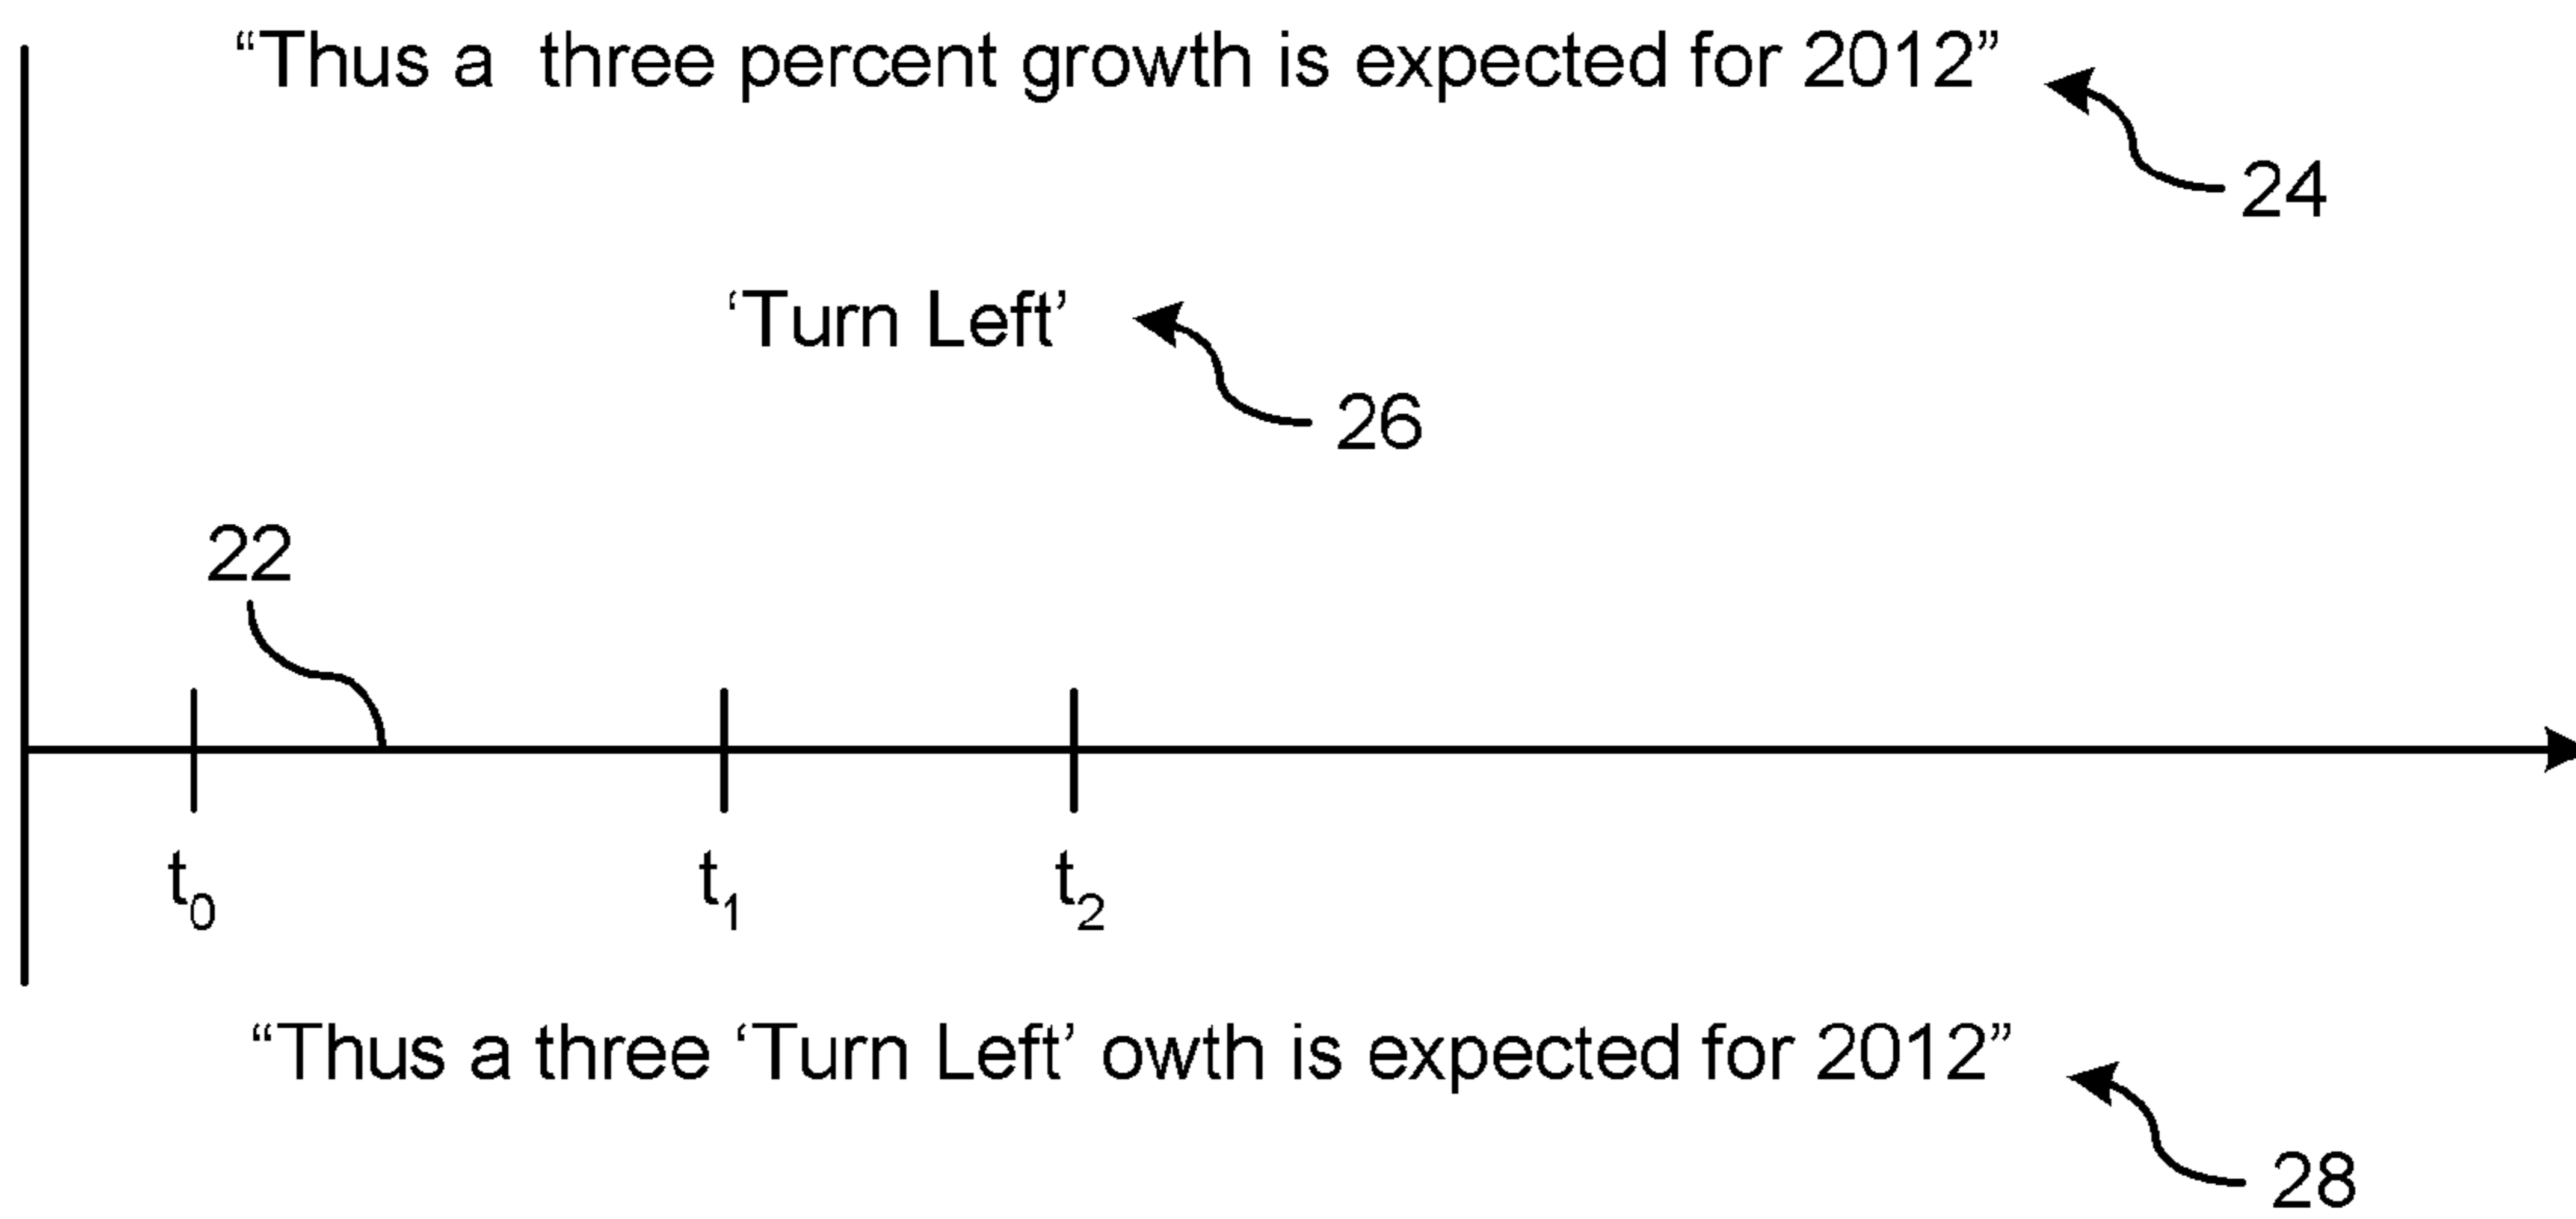 “Thus a  three percent growth is expected for 2012”
24
‘Turn Left’
26
22
t₀ t₁ t₂
“Thus a three ‘Turn Left’ owth is expected for 2012”
28